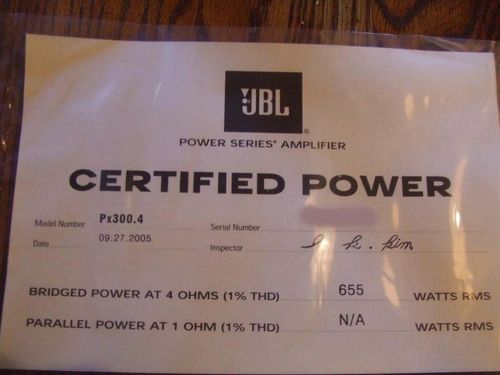 JBL
POWER SERIES® AMPLIFIER
CERTIFIED POWER
Model Number Px300.4 Serial Number
Date 09.27.2005 Inspector I. K. Kim
BRIDGED POWER AT 4 OHMS (1% THD) 655 WATTS RMS
PARALLEL POWER AT 1 OHM (1% THD) N/A WATTS RMS